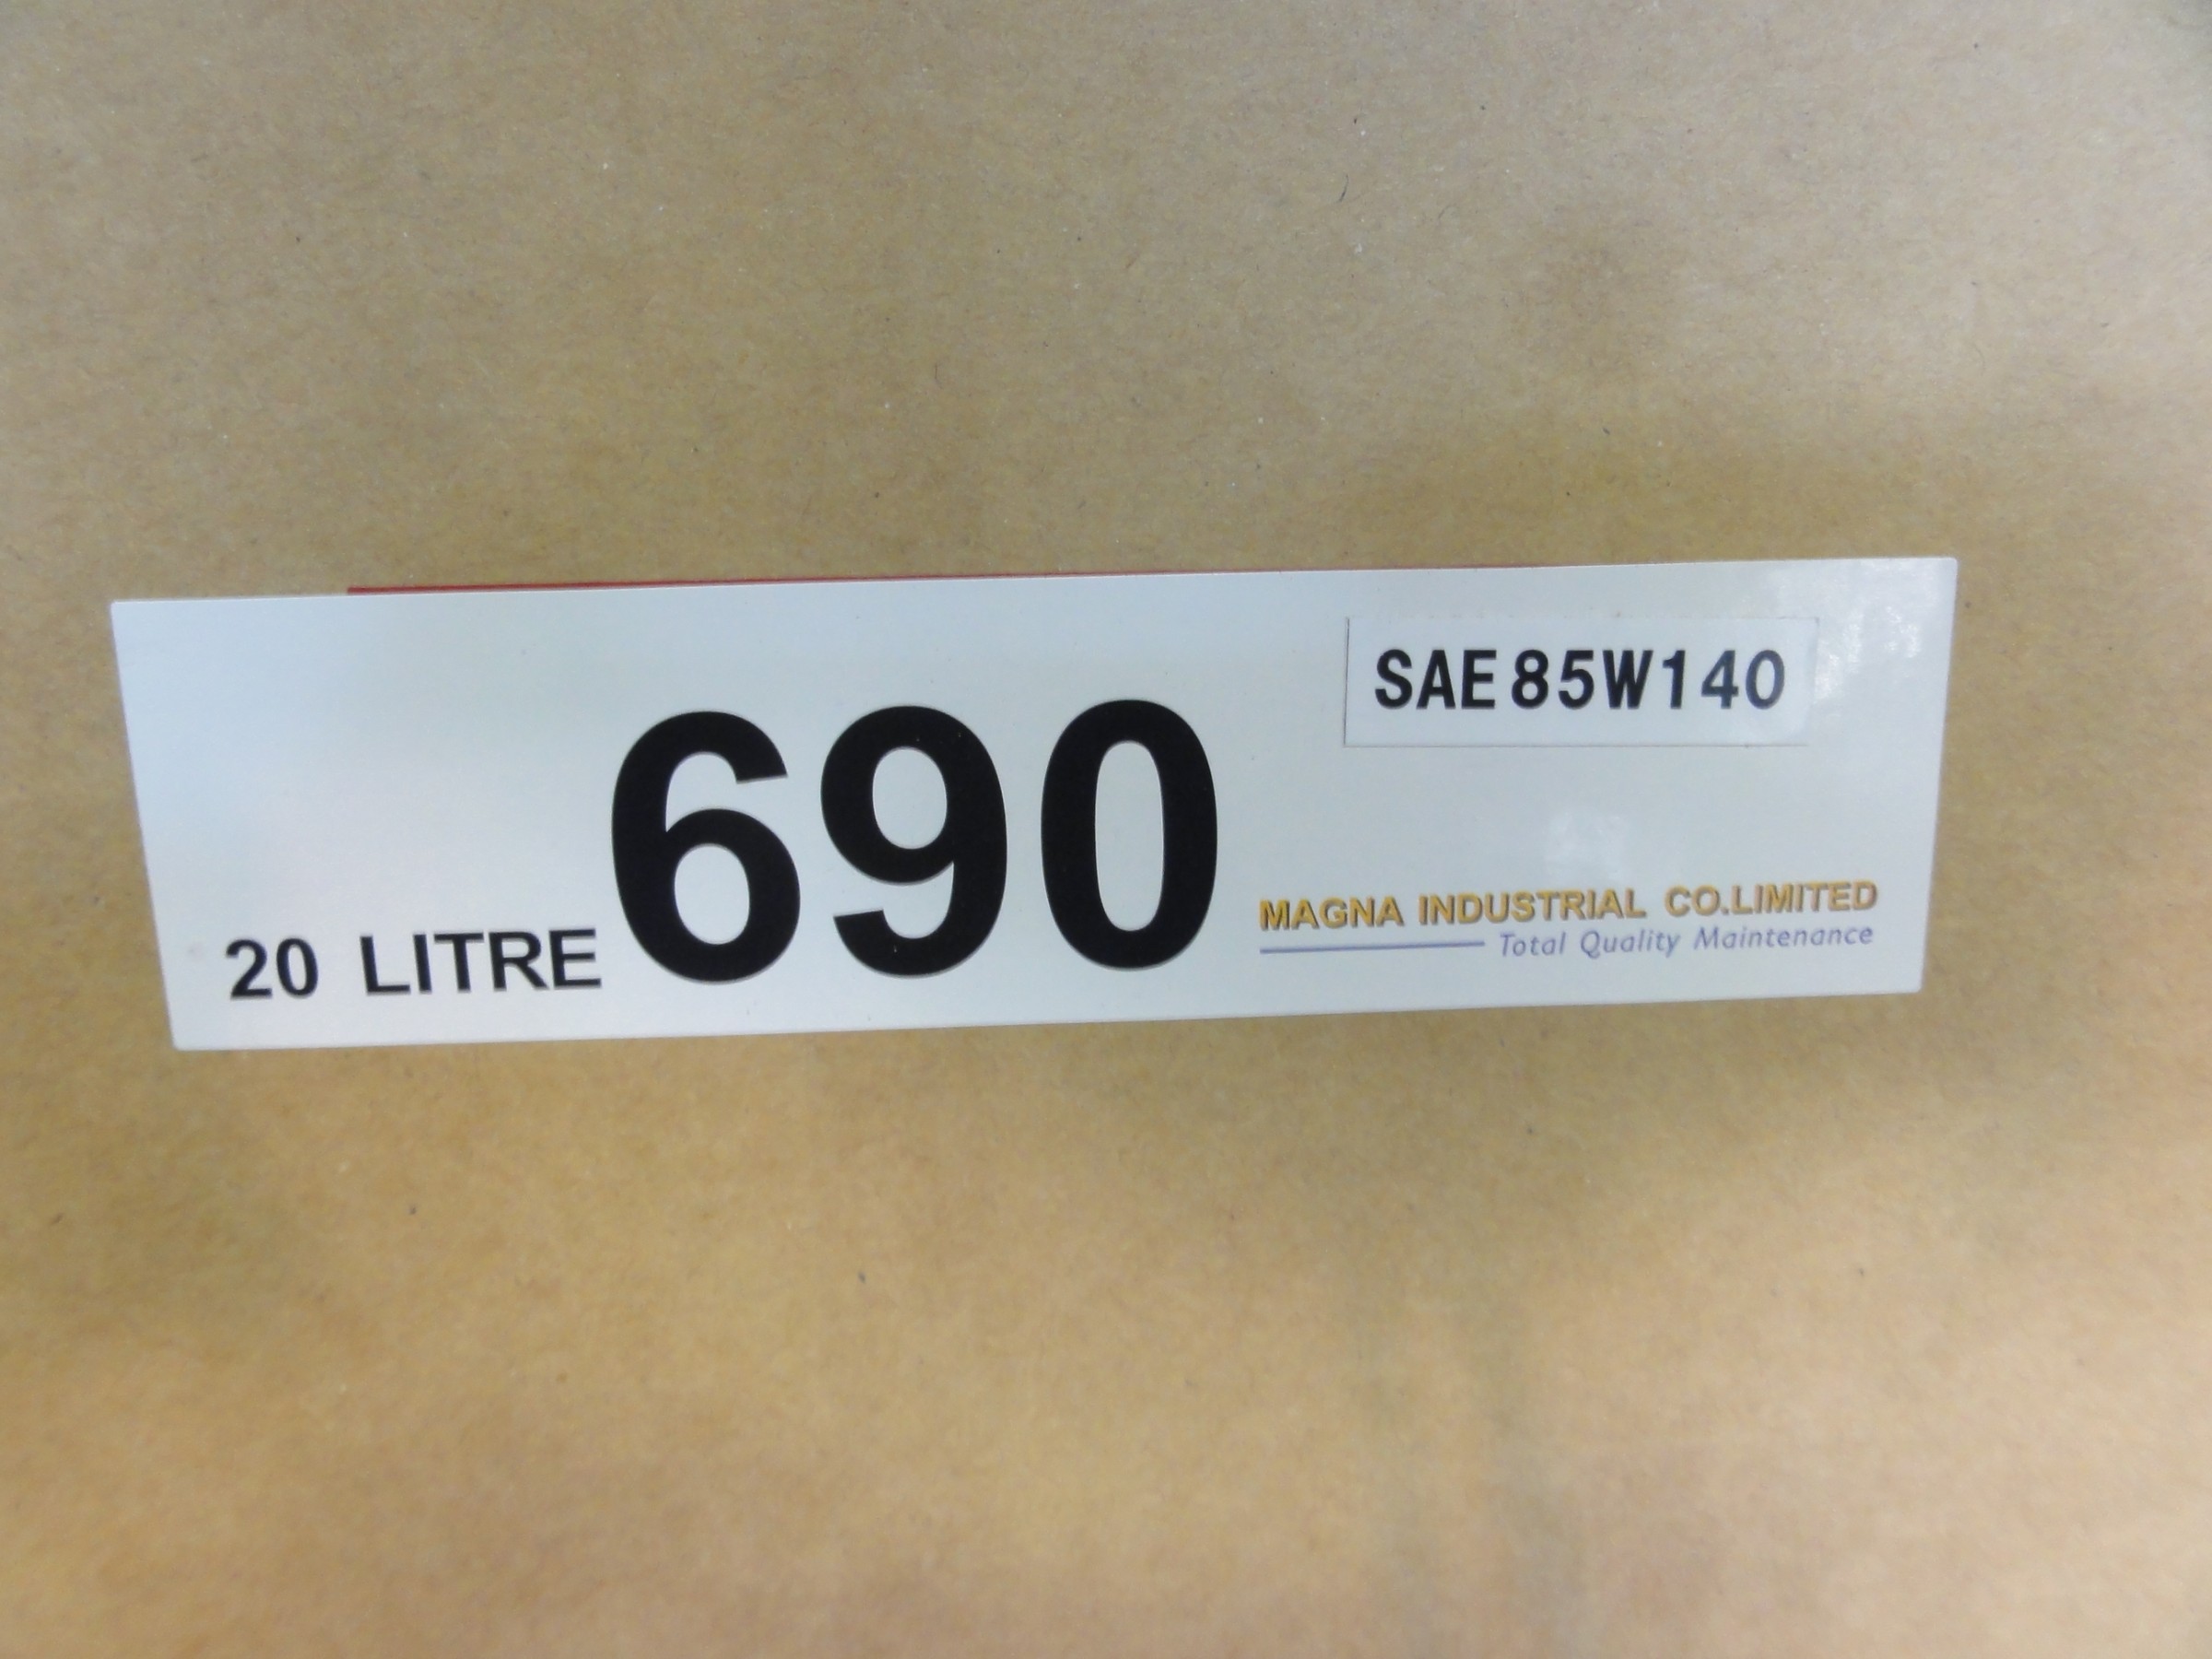 SAE 85W140
20 LITRE 690
MAGNA INDUSTRIAL CO.LIMITED
Total Quality Maintenance